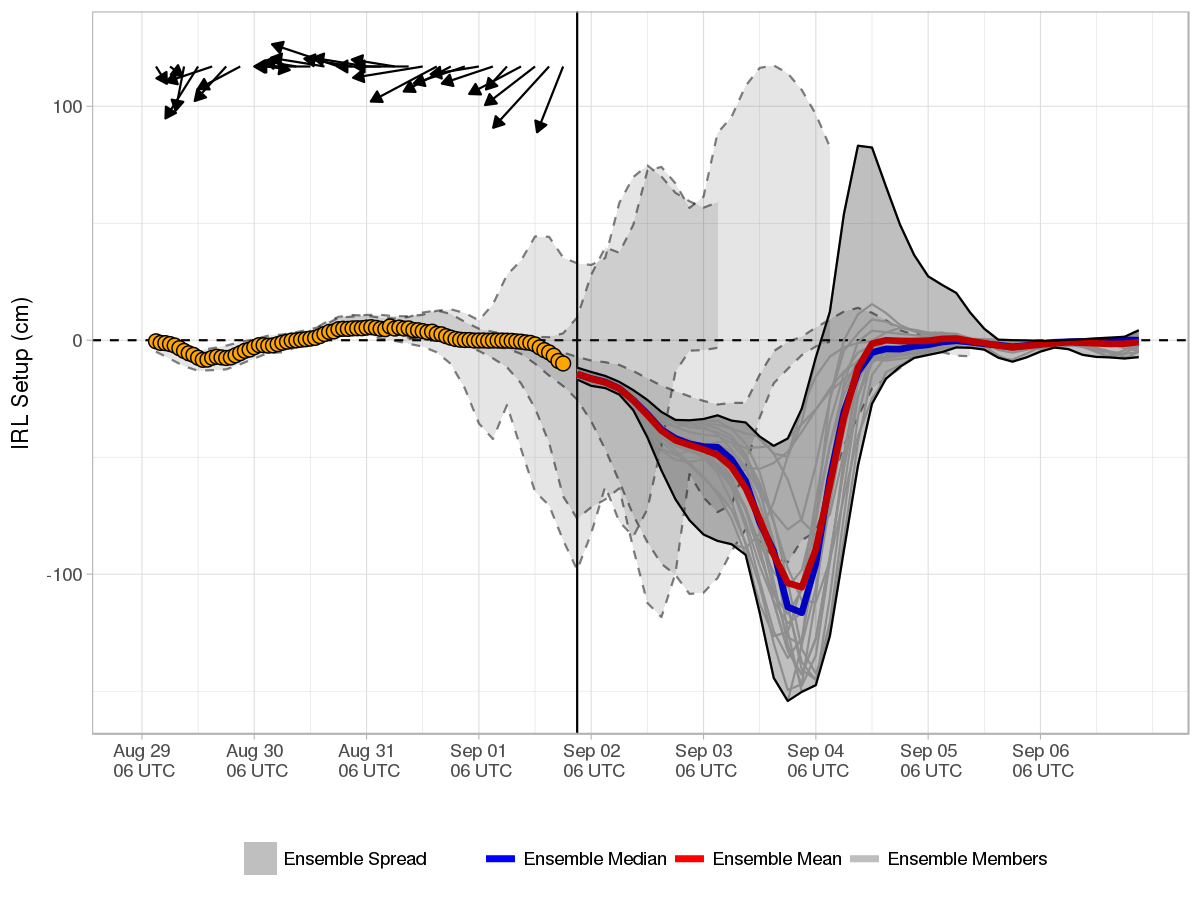 IRL Setup (cm)
100
0
-100
Aug 29 Aug 30 Aug 31 Sep 01 Sep 02 Sep 03 Sep 04 Sep 05 Sep 06
06 UTC 06 UTC 06 UTC 06 UTC 06 UTC 06 UTC 06 UTC 06 UTC 06 UTC
Ensemble Spread Ensemble Median Ensemble Mean Ensemble Members